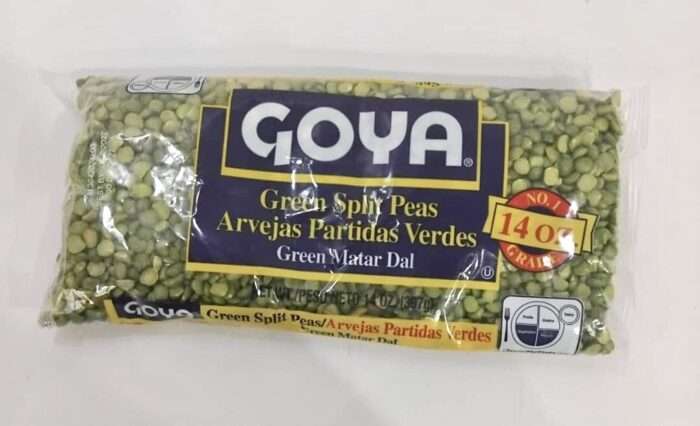 GOYA®
Green Split Peas
Arvejas Partidas Verdes
Green Matar Dal
NO. 1
14 OZ.
GRADE
U
NET WT./PESO NETO 14 OZ (397g)
GOYA
Green Split Peas/Arvejas Partidas Verdes
Green Matar Dal